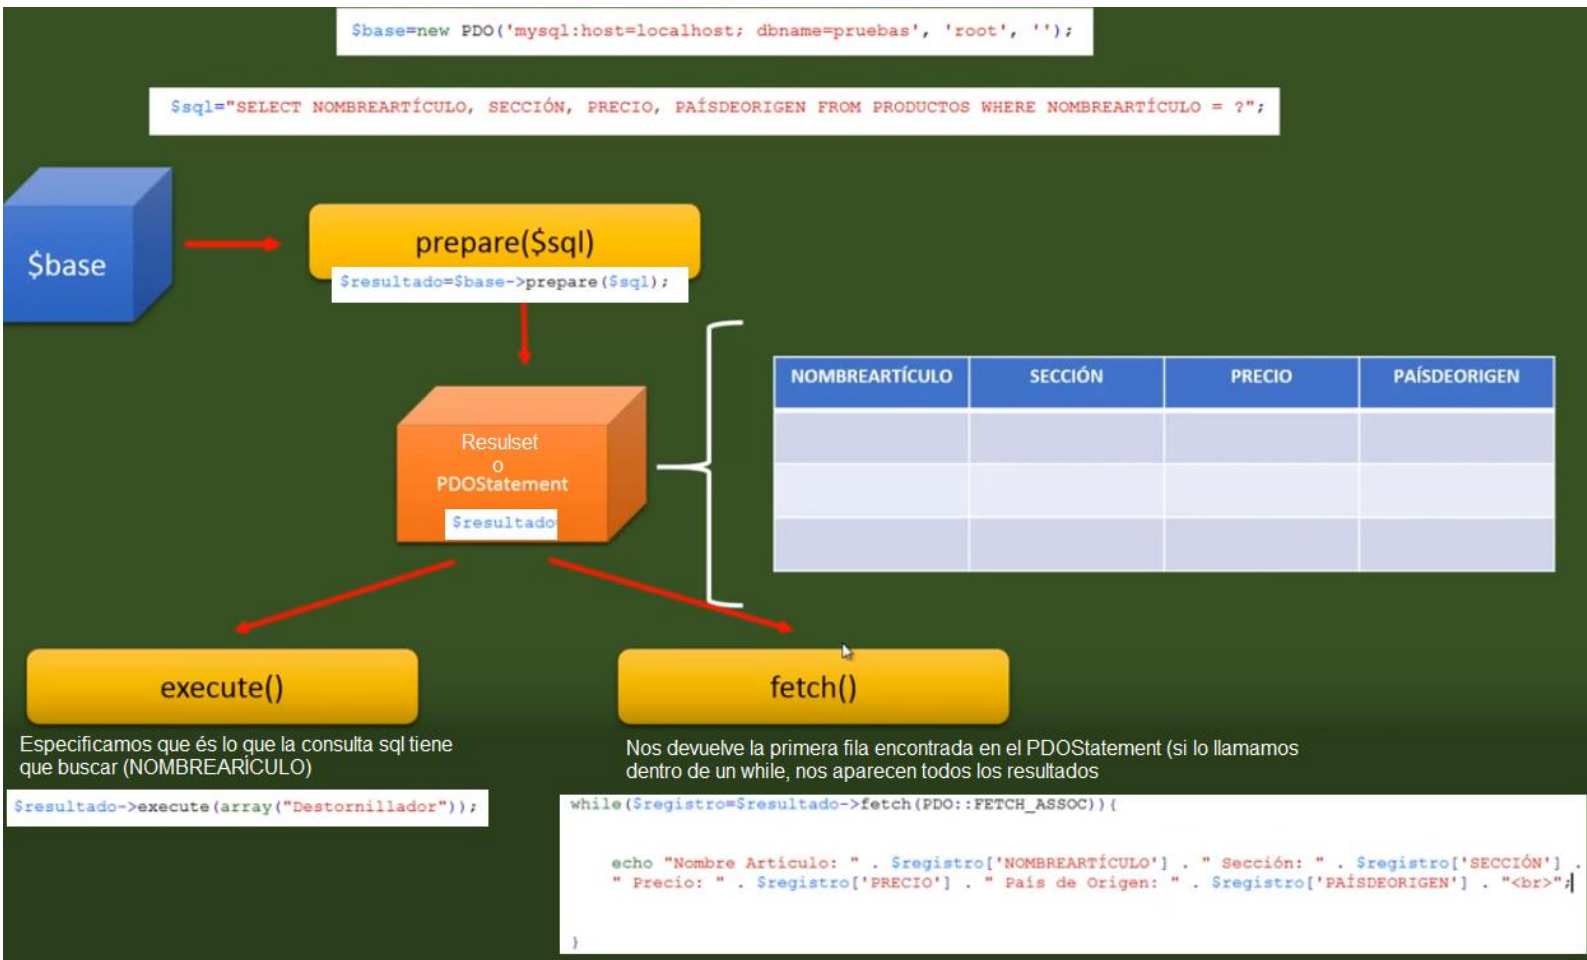 $base=new PDO('mysql:host=localhost; dbname=pruebas', 'root', '');
$sql="SELECT NOMBREARTÍCULO, SECCIÓN, PRECIO, PAÍSDEORIGEN FROM PRODUCTOS WHERE NOMBREARTÍCULO = ?";
$base
prepare($sql)
$resultado=$base->prepare($sql);
NOMBREARTÍCULO SECCIÓN PRECIO PAÍSDEORIGEN
Resulset
o
PDOStatement
$resultado
execute()
Especificamos que és lo que la consulta sql tiene
que buscar (NOMBREARÍCULO)
$resultado->execute(array("Destornillador"));
fetch()
Nos devuelve la primera fila encontrada en el PDOStatement (si lo llamamos
dentro de un while, nos aparecen todos los resultados
while($registro=$resultado->fetch(PDO::FETCH_ASSOC)){
echo "Nombre Artículo: " . $registro['NOMBREARTÍCULO'] . " Sección: " . $registro['SECCIÓN'] .
" Precio: " . $registro['PRECIO'] . " País de Origen: " . $registro['PAÍSDEORIGEN'] . "<br>";
}